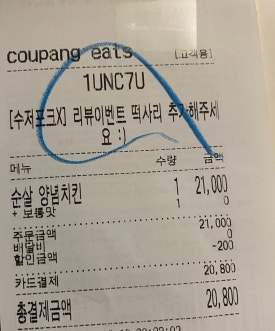 coupang eats [고객용]
1UNC7U
[수저포크X] 리뷰이벤트 떡사리 추가해주세
요 :)
메뉴 수량 금액
순살 양념치킨 1 21,000
+ 보통맛 1 0
주문금액 21,000
배달비 0
할인금액 -200
카드결제 20,800
총결제금액 20,800